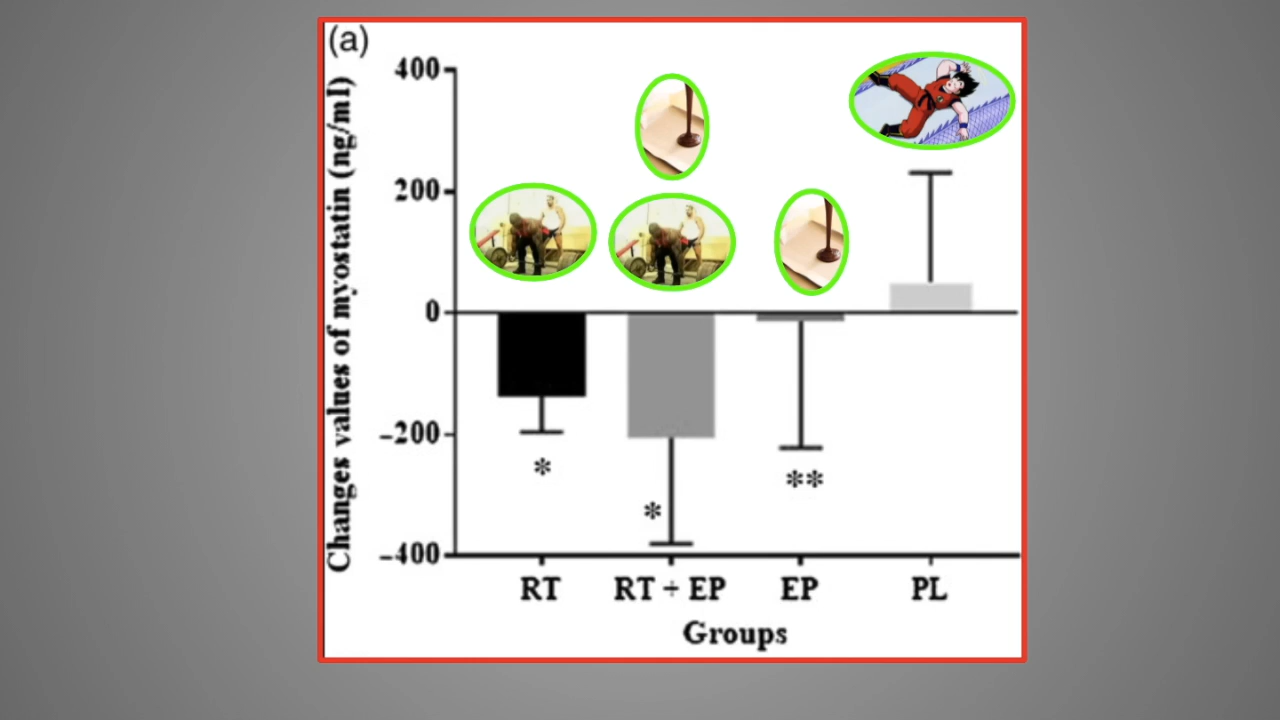 (a)
Changes values of myostatin (ng/ml)
400
200
0
-200
-400
*
*
**
RT
RT + EP
EP
PL
Groups